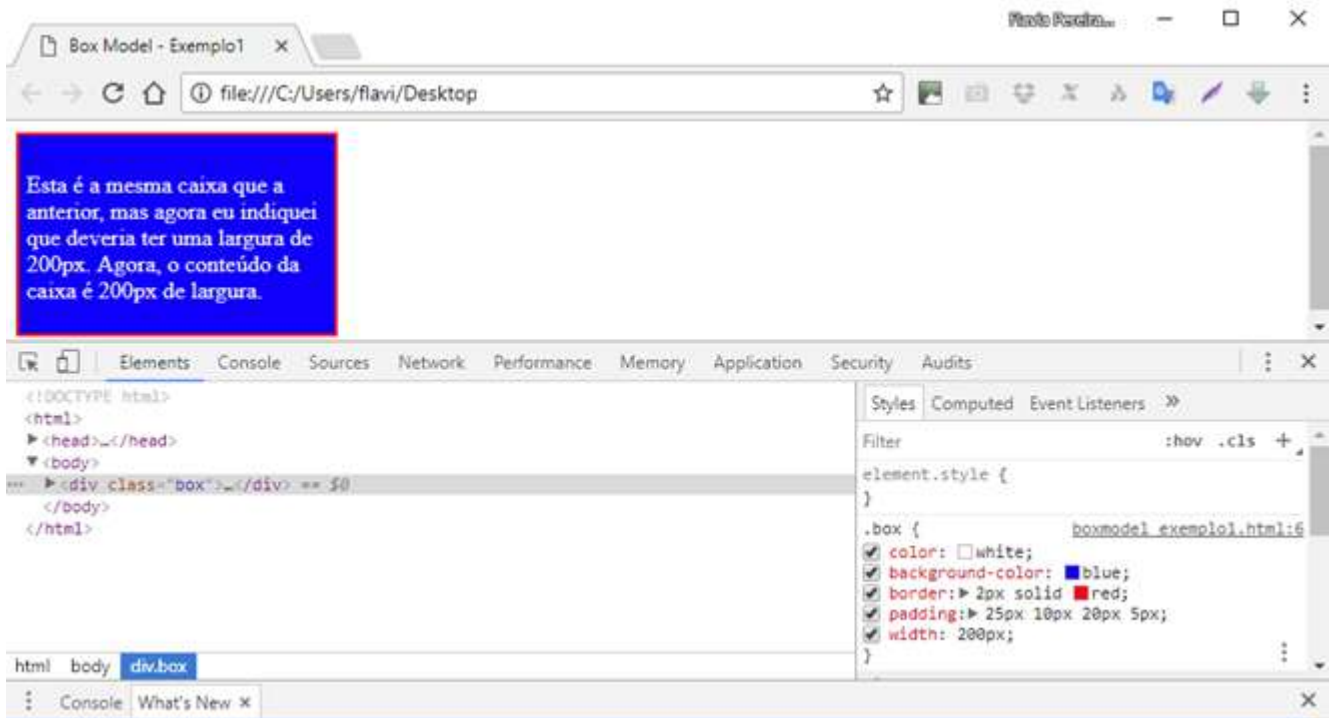 Flavio Pereira...
Box Model - Exemplo1
file:///C:/Users/flavi/Desktop
Esta é a mesma caixa que a
anterior, mas agora eu indiquei
que deveria ter uma largura de
200px. Agora, o conteúdo da
caixa é 200px de largura.
Elements Console Sources Network Performance Memory Application Security Audits
<!DOCTYPE html>
<html>
<head>…</head>
<body>
<div class="box">…</div> == $0
</body>
</html>
html body div.box
Styles Computed Event Listeners »
Filter :hov .cls +
element.style {
}
.box { boxmodel_exemplo1.html:6
color: white;
background-color: blue;
border: 2px solid red;
padding: 25px 10px 20px 5px;
width: 200px;
}
Console What's New ×